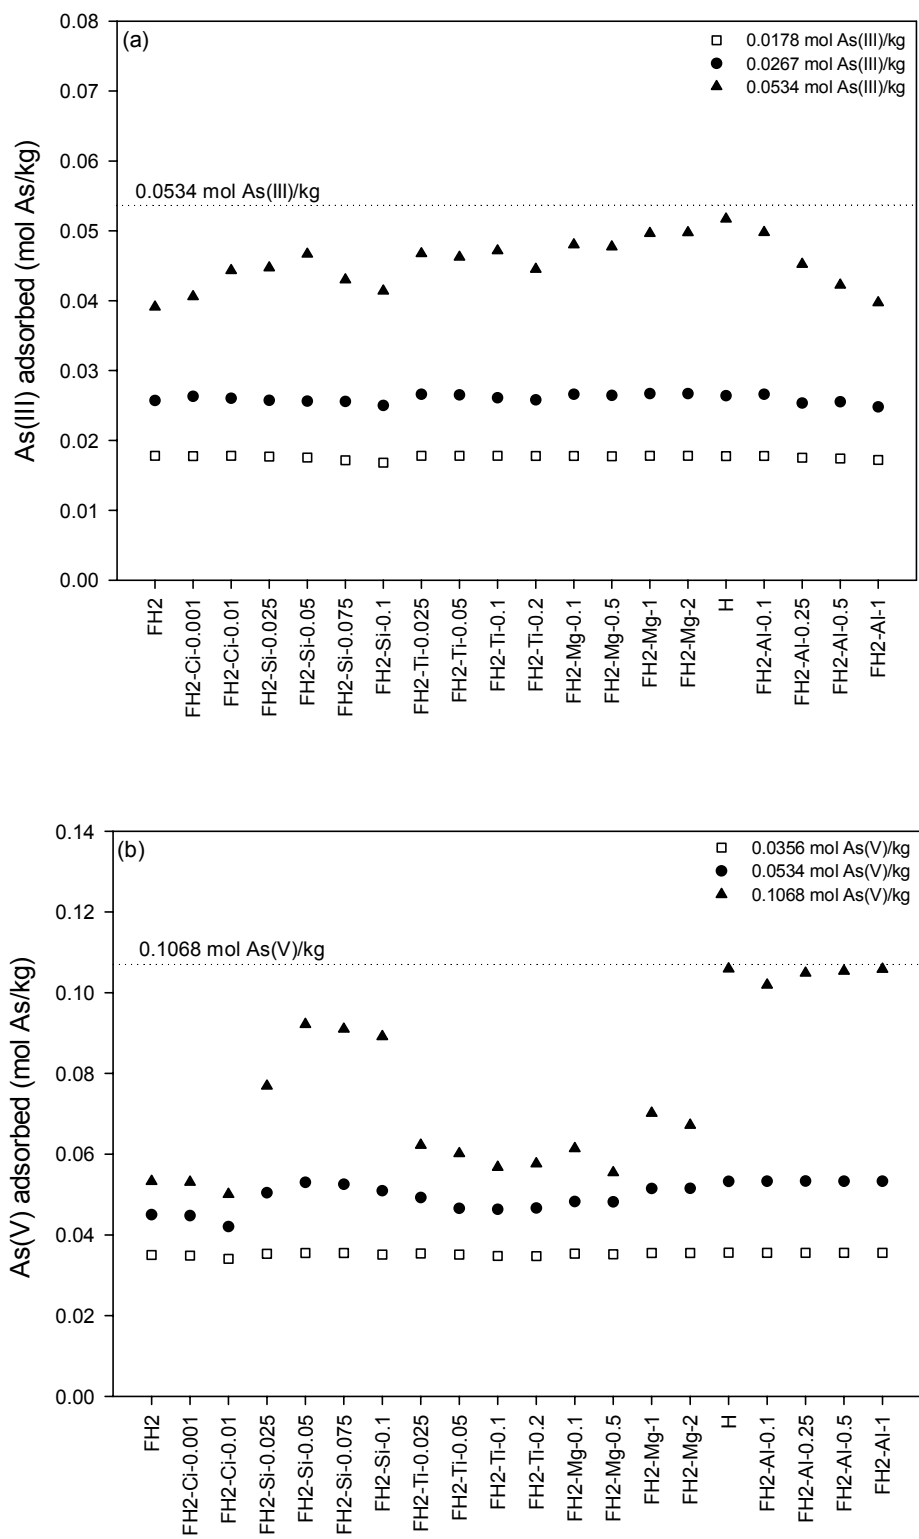 (a)
0.0178 mol As(III)/kg
0.0267 mol As(III)/kg
0.0534 mol As(III)/kg
0.0534 mol As(III)/kg
As(III) adsorbed (mol As/kg)
0.08
0.07
0.06
0.05
0.04
0.03
0.02
0.01
0.00
FH2
FH2-Ci-0.001
FH2-Ci-0.01
FH2-Si-0.025
FH2-Si-0.05
FH2-Si-0.075
FH2-Si-0.1
FH2-Ti-0.025
FH2-Ti-0.05
FH2-Ti-0.1
FH2-Ti-0.2
FH2-Mg-0.1
FH2-Mg-0.5
FH2-Mg-1
FH2-Mg-2
H
FH2-Al-0.1
FH2-Al-0.25
FH2-Al-0.5
FH2-Al-1
(b)
0.0356 mol As(V)/kg
0.0534 mol As(V)/kg
0.1068 mol As(V)/kg
0.1068 mol As(V)/kg
As(V) adsorbed (mol As/kg)
0.14
0.12
0.10
0.08
0.06
0.04
0.02
0.00
FH2
FH2-Ci-0.001
FH2-Ci-0.01
FH2-Si-0.025
FH2-Si-0.05
FH2-Si-0.075
FH2-Si-0.1
FH2-Ti-0.025
FH2-Ti-0.05
FH2-Ti-0.1
FH2-Ti-0.2
FH2-Mg-0.1
FH2-Mg-0.5
FH2-Mg-1
FH2-Mg-2
H
FH2-Al-0.1
FH2-Al-0.25
FH2-Al-0.5
FH2-Al-1